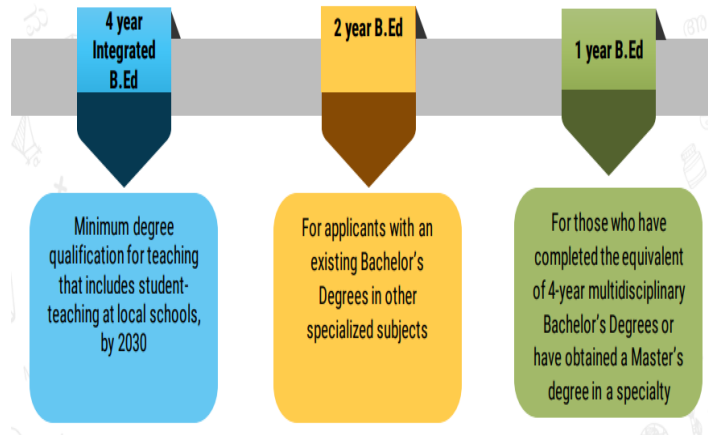 4 year
Integrated
B.Ed
2 year B.Ed
1 year B.Ed
Minimum degree
qualification for teaching
that includes student-
teaching at local schools,
by 2030
For applicants with an
existing Bachelor's
Degrees in other
specialized subjects
For those who have
completed the equivalent
of 4-year multidisciplinary
Bachelor's Degrees or
have obtained a Master's
degree in a specialty